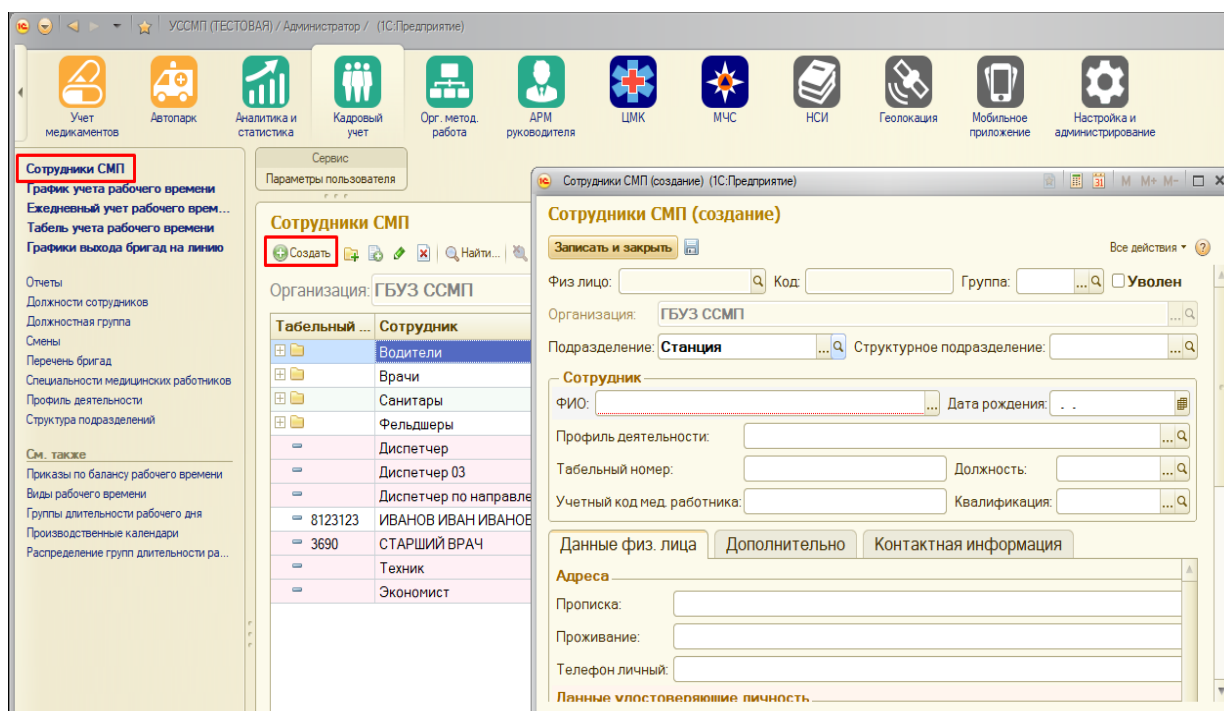 УССМП (ТЕСТОВАЯ) / Администратор / (1С:Предприятие)
Учет медикаментов
Автопарк
Аналитика и статистика
Кадровый учет
Орг. метод. работа
АРМ руководителя
ЦМК
МЧС
НСИ
Геолокация
Мобильное приложение
Настройка и администрирование
Сотрудники СМП
График учета рабочего времени
Ежедневный учет рабочего врем...
Табель учета рабочего времени
Графики выхода бригад на линию
Отчеты
Должности сотрудников
Должностная группа
Смены
Перечень бригад
Специальности медицинских работников
Профиль деятельности
Структура подразделений
См. также
Приказы по балансу рабочего времени
Виды рабочего времени
Группы длительности рабочего дня
Производственные календари
Распределение групп длительности ра...
Сервис
Параметры пользователя
Сотрудники СМП
Создать Найти...
Организация: ГБУЗ ССМП
Табельный ... Сотрудник
Водители
Врачи
Санитары
Фельдшеры
Диспетчер
Диспетчер 03
Диспетчер по направле
8123123 ИВАНОВ ИВАН ИВАНОВ
3690 СТАРШИЙ ВРАЧ
Техник
Экономист
Сотрудники СМП (создание) (1С:Предприятие) M M+ M-
Сотрудники СМП (создание)
Записать и закрыть Все действия
Физ лицо: Код: Группа: ... Уволен
Организация: ГБУЗ ССМП ...
Подразделение: Станция ... Структурное подразделение: ...
Сотрудник
ФИО: ... Дата рождения: . .
Профиль деятельности: ...
Табельный номер: Должность: ...
Учетный код мед. работника: Квалификация: ...
Данные физ. лица Дополнительно Контактная информация
Адреса
Прописка:
Проживание:
Телефон личный:
Данные удостоверяющие личность